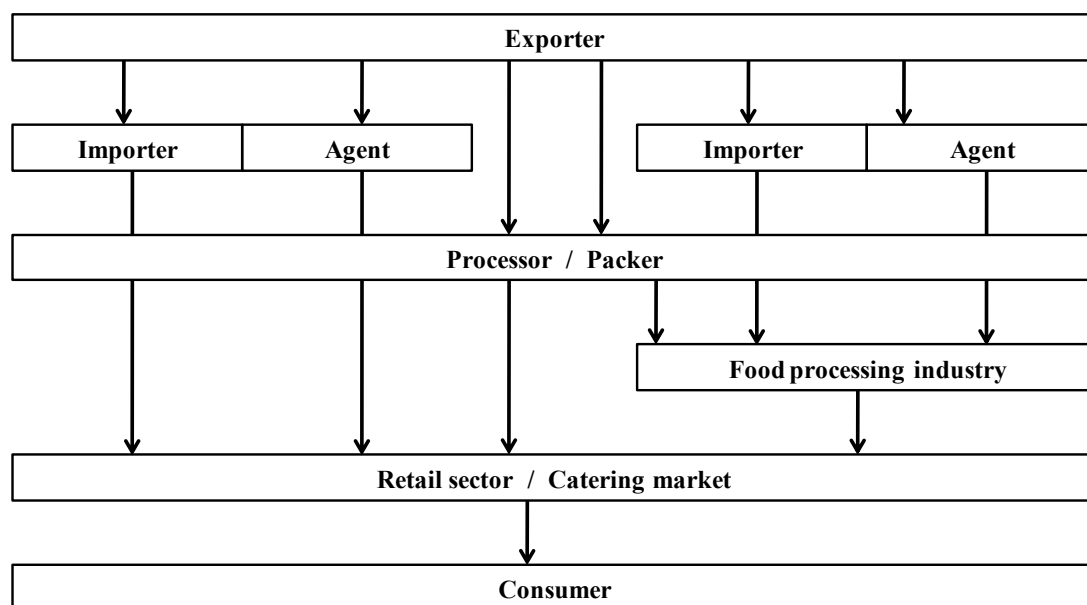 Exporter
Importer Agent Importer Agent
Processor / Packer
Food processing industry
Retail sector / Catering market
Consumer